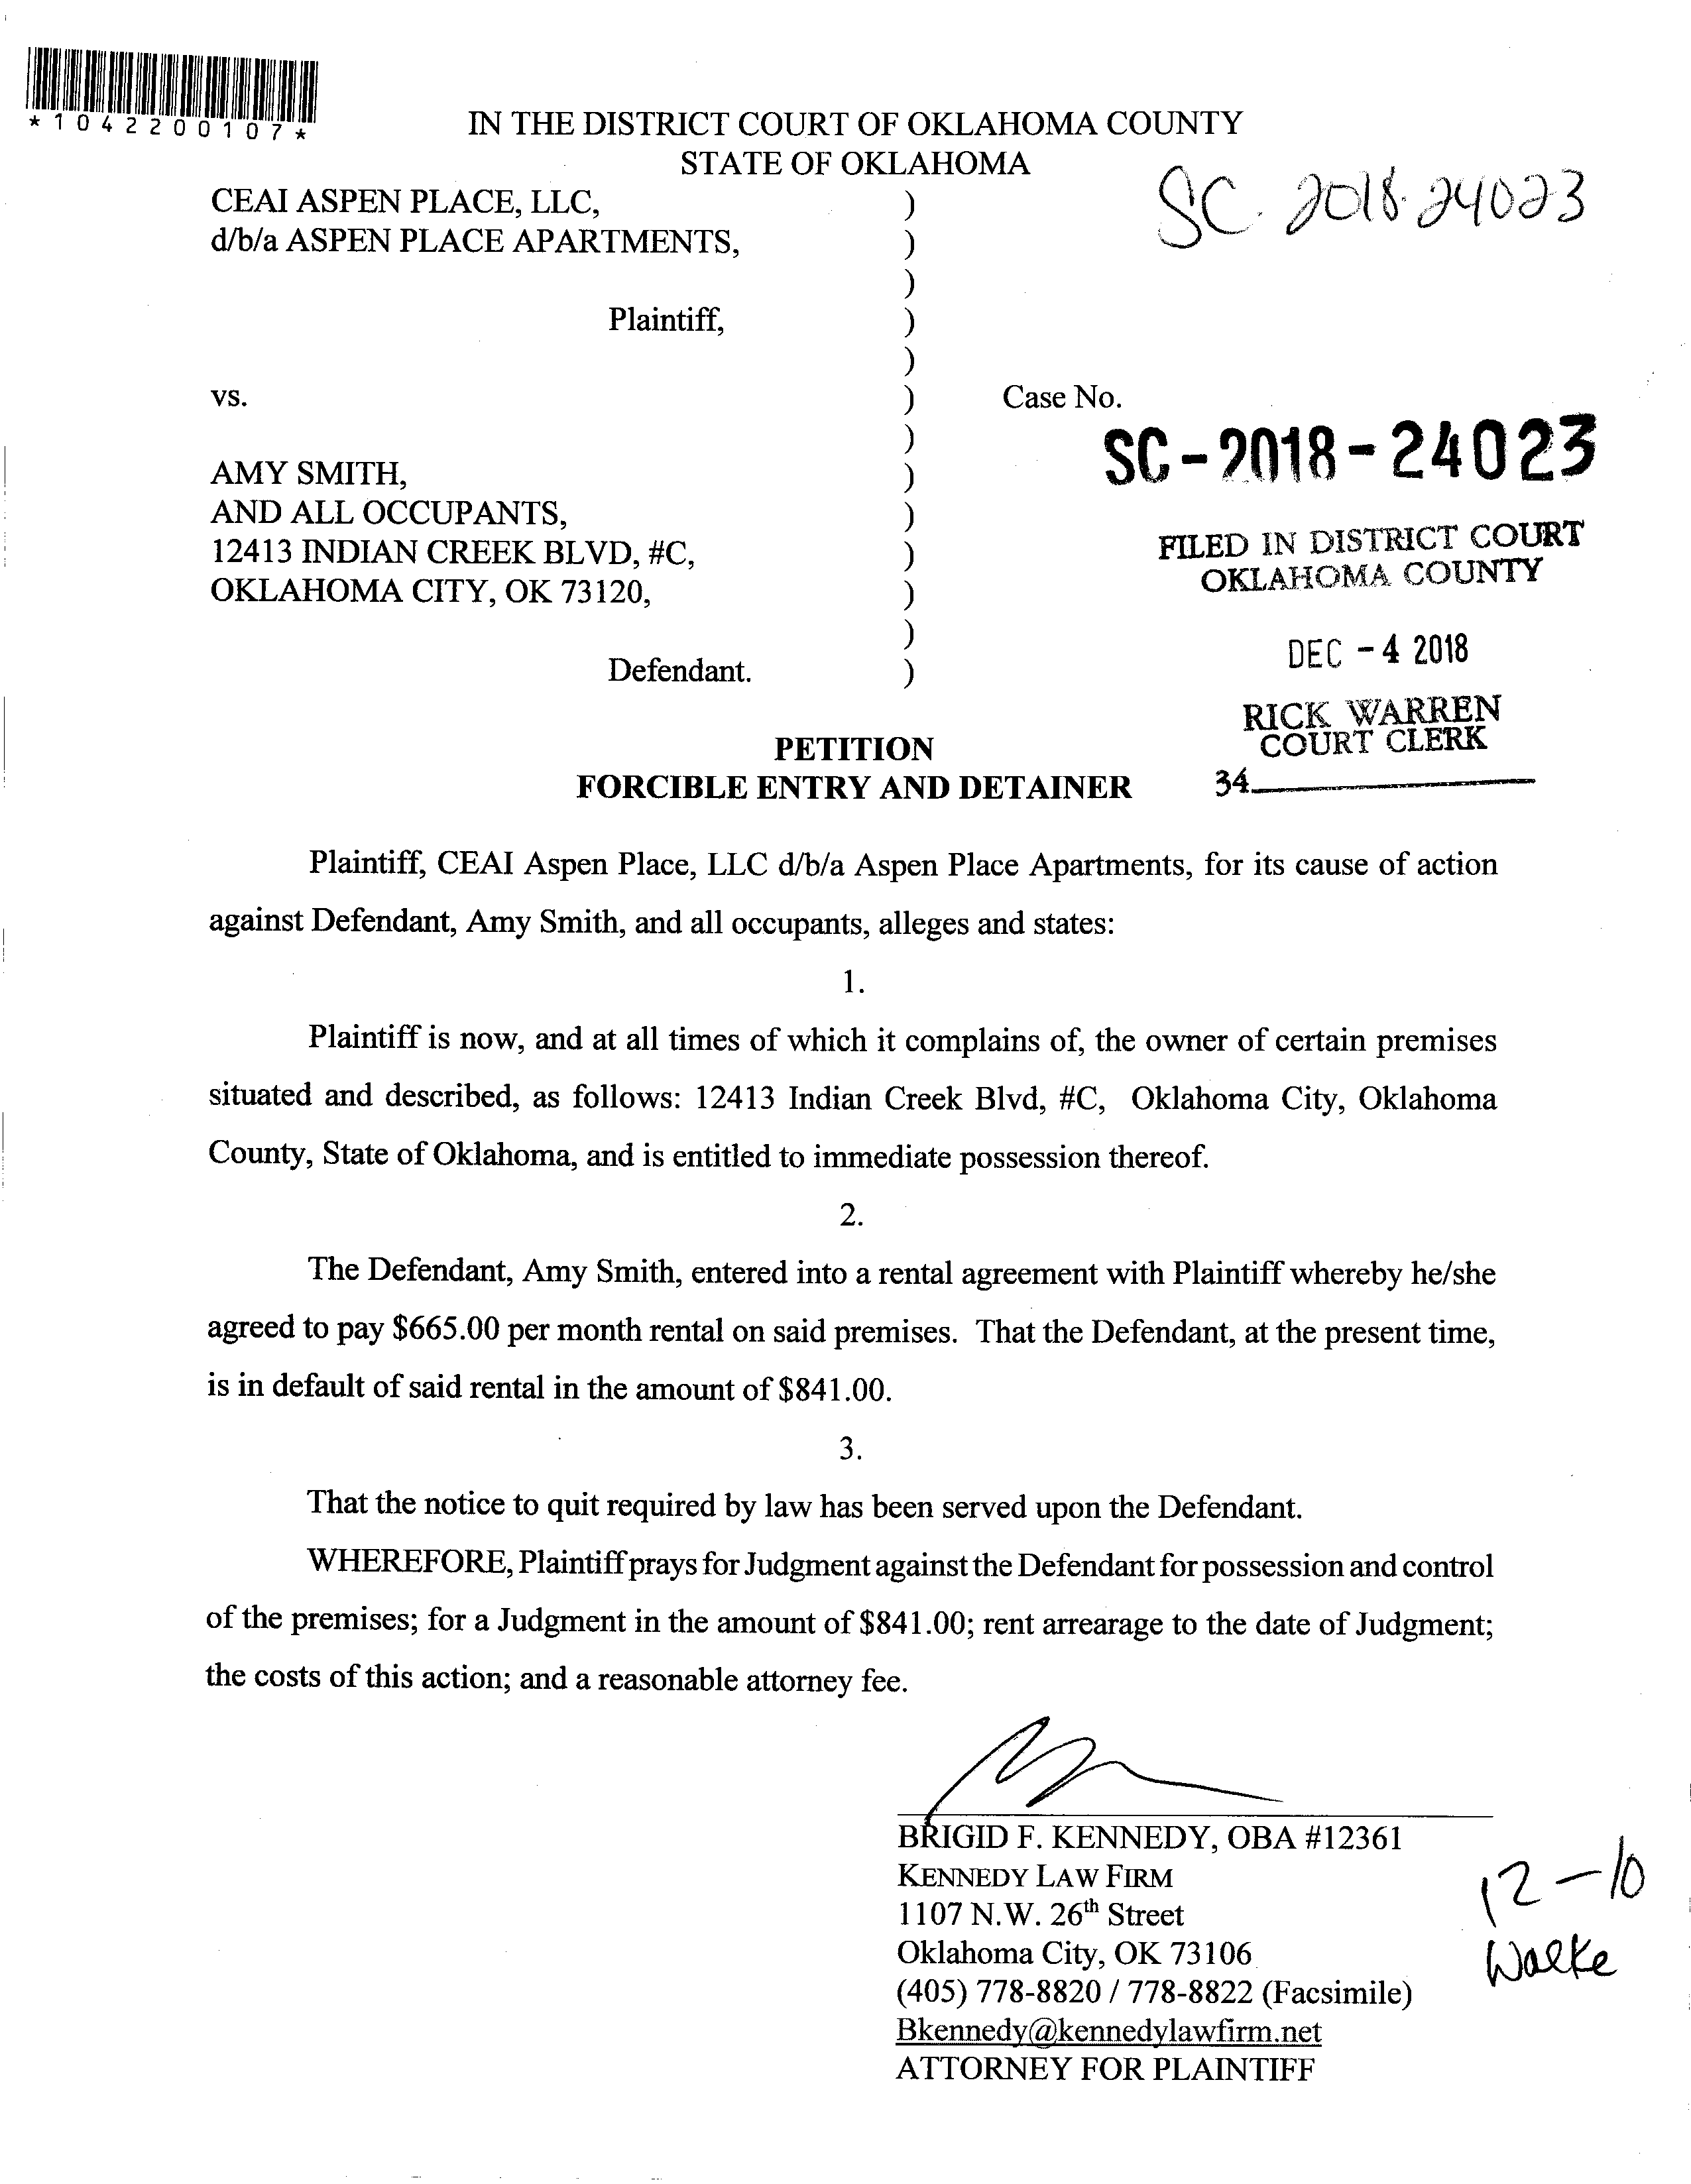 *1042200107*
IN THE DISTRICT COURT OF OKLAHOMA COUNTY
STATE OF OKLAHOMA
SC. 2018-24023
CEAI ASPEN PLACE, LLC, )
d/b/a ASPEN PLACE APARTMENTS, )
)
Plaintiff, )
)
vs. ) Case No.
)
SC-2018-24023
AMY SMITH, )
AND ALL OCCUPANTS, )
12413 INDIAN CREEK BLVD, #C, )
OKLAHOMA CITY, OK 73120, )
)
Defendant. )
FILED IN DISTRICT COURT
OKLAHOMA COUNTY
DEC -4 2018
RICK WARREN
COURT CLERK
34
PETITION
FORCIBLE ENTRY AND DETAINER
Plaintiff, CEAI Aspen Place, LLC d/b/a Aspen Place Apartments, for its cause of action
against Defendant, Amy Smith, and all occupants, alleges and states:
1.
Plaintiff is now, and at all times of which it complains of, the owner of certain premises
situated and described, as follows: 12413 Indian Creek Blvd, #C, Oklahoma City, Oklahoma
County, State of Oklahoma, and is entitled to immediate possession thereof.
2.
The Defendant, Amy Smith, entered into a rental agreement with Plaintiff whereby he/she
agreed to pay $665.00 per month rental on said premises. That the Defendant, at the present time,
is in default of said rental in the amount of $841.00.
3.
That the notice to quit required by law has been served upon the Defendant.
WHEREFORE, Plaintiff prays for Judgment against the Defendant for possession and control
of the premises; for a Judgment in the amount of $841.00; rent arrearage to the date of Judgment;
the costs of this action; and a reasonable attorney fee.
BRIGID F. KENNEDY, OBA #12361
KENNEDY LAW FIRM
1107 N.W. 26th Street
Oklahoma City, OK 73106
(405) 778-8820 / 778-8822 (Facsimile)
Bkennedy@kennedylawfirm.net
ATTORNEY FOR PLAINTIFF
12-10
Walke